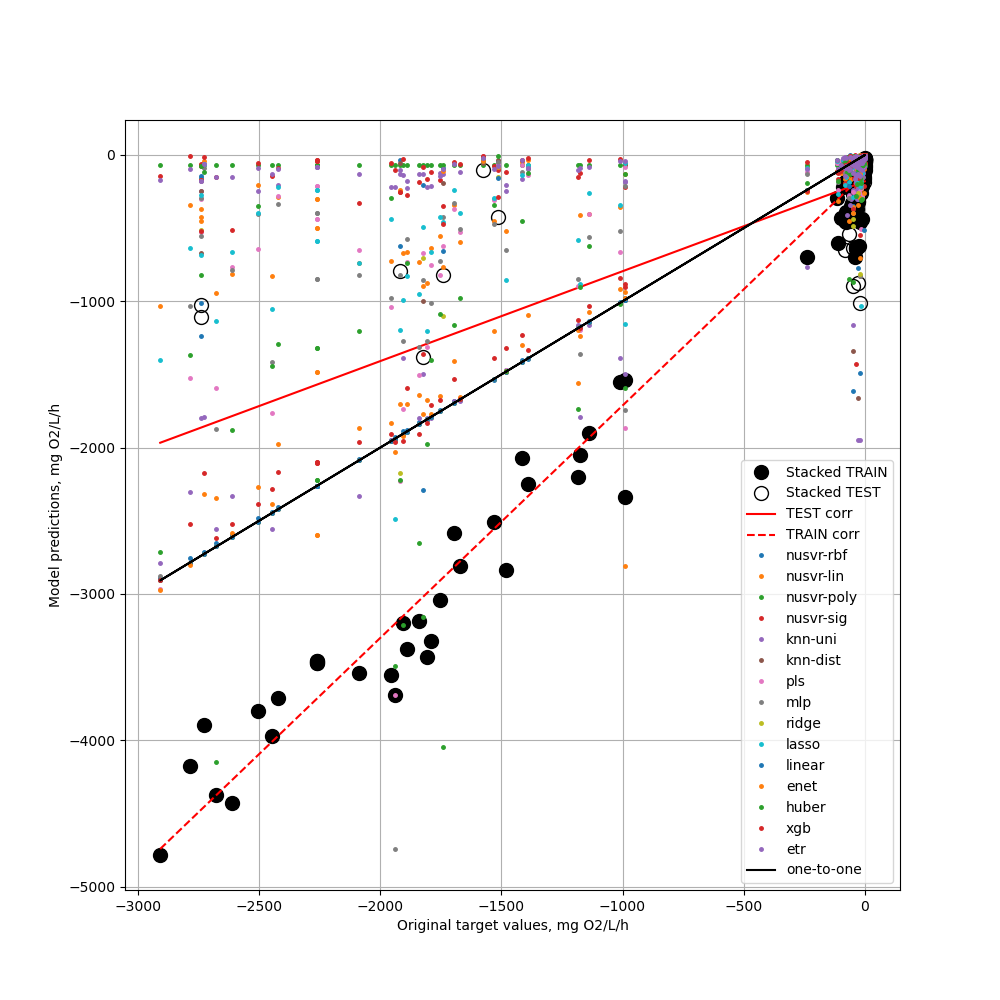 0
−1000
−2000
−3000
−4000
−5000
Model predictions, mg O2/L/h
−3000
−2500
−2000
−1500
−1000
−500
0
Original target values, mg O2/L/h
Stacked TRAIN
Stacked TEST
TEST corr
TRAIN corr
nusvr-rbf
nusvr-lin
nusvr-poly
nusvr-sig
knn-uni
knn-dist
pls
mlp
ridge
lasso
linear
enet
huber
xgb
etr
one-to-one